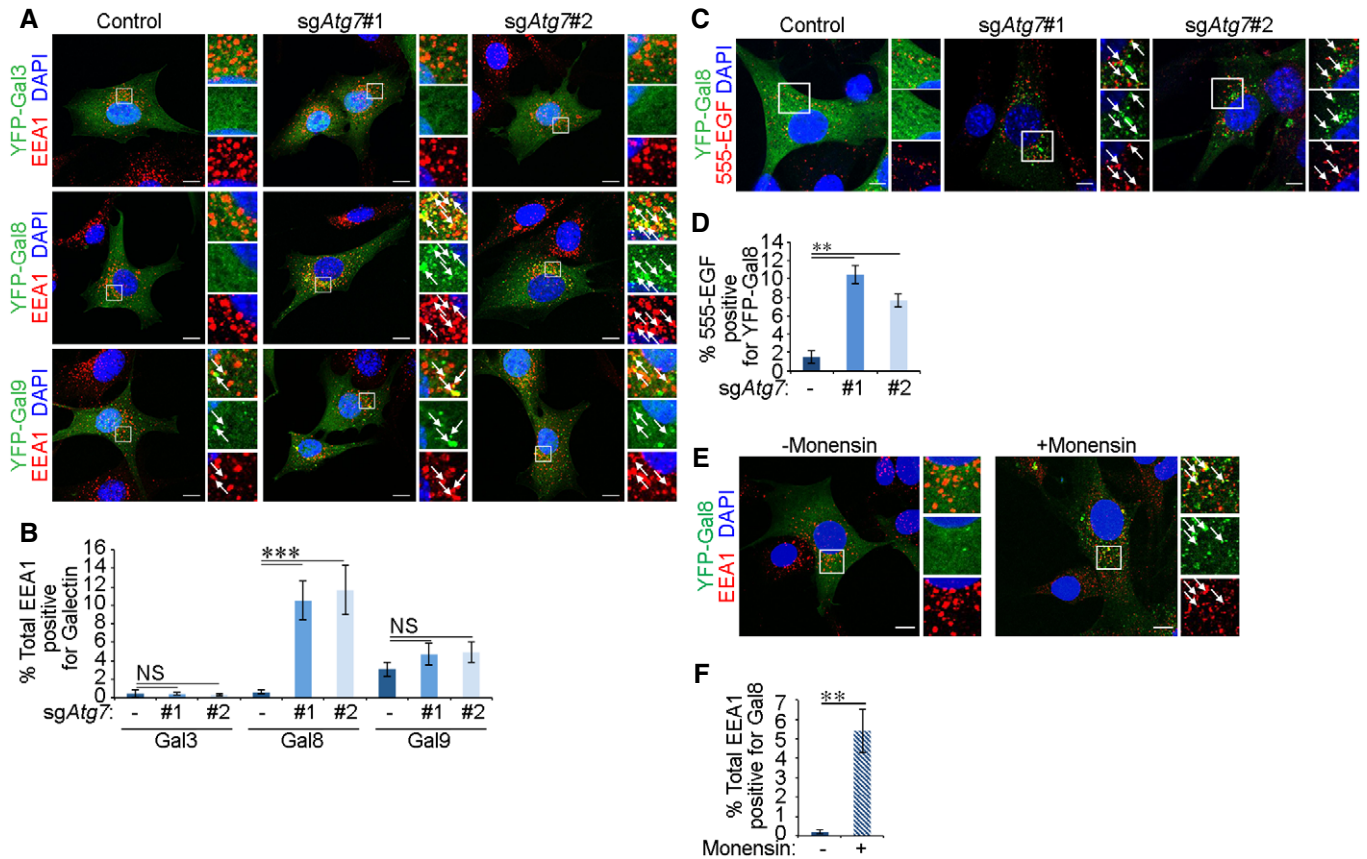 A
Control
sgAtg7#1
sgAtg7#2
YFP-Gal3
EEA1 DAPI
YFP-Gal8
EEA1 DAPI
YFP-Gal9
EEA1 DAPI
B
% Total EEA1
positive
for Galectin
16
14
12
10
8
6
4
2
0
NS
***
NS
sgAtg7: - #1 #2 - #1 #2 - #1 #2
Gal3 Gal8 Gal9
C
Control
sgAtg7#1
sgAtg7#2
YFP-Gal8
555-EGF DAPI
D
% 555-EGF
positive
for YFP-Gal8
14
12
10
8
6
4
2
0
**
sgAtg7: - #1 #2
E
-Monensin
+Monensin
YFP-Gal8
EEA1 DAPI
F
% Total EEA1
positive for Gal8
7
6
5
4
3
2
1
0
**
Monensin: - +